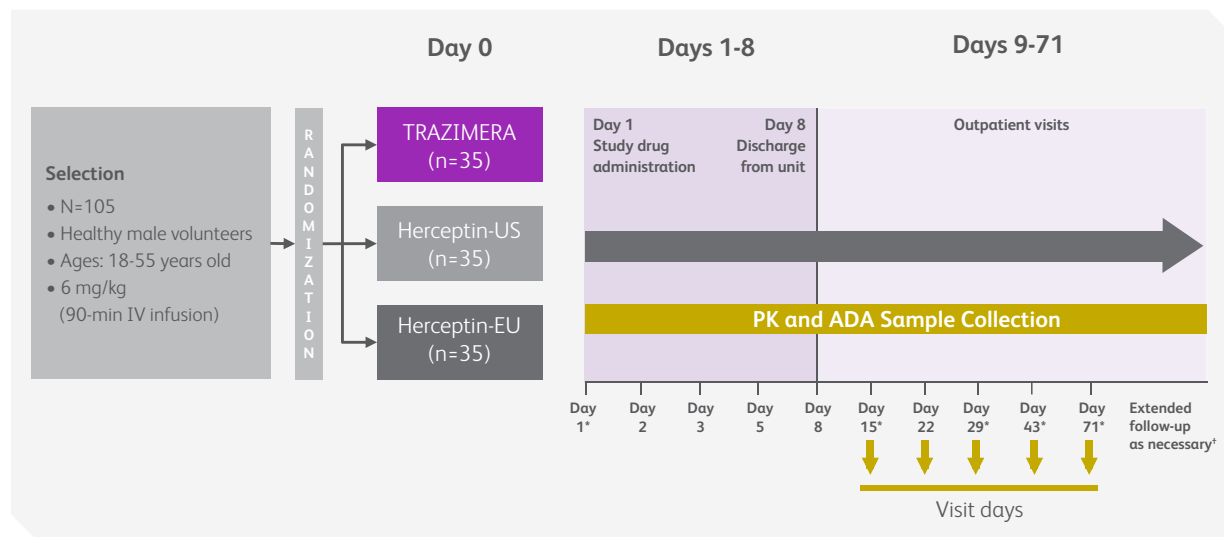 Day 0
Days 1-8
Days 9-71
Selection
• N=105
• Healthy male volunteers
• Ages: 18-55 years old
• 6 mg/kg
(90-min IV infusion)
RANDOMIZATION
TRAZIMERA
(n=35)
Herceptin-US
(n=35)
Herceptin-EU
(n=35)
Day 1
Study drug
administration
Day 8
Discharge
from unit
Outpatient visits
PK and ADA Sample Collection
Day
1*
Day
2
Day
3
Day
5
Day
8
Day
15*
Day
22
Day
29*
Day
43*
Day
71*
Extended
follow-up
as necessary†
Visit days